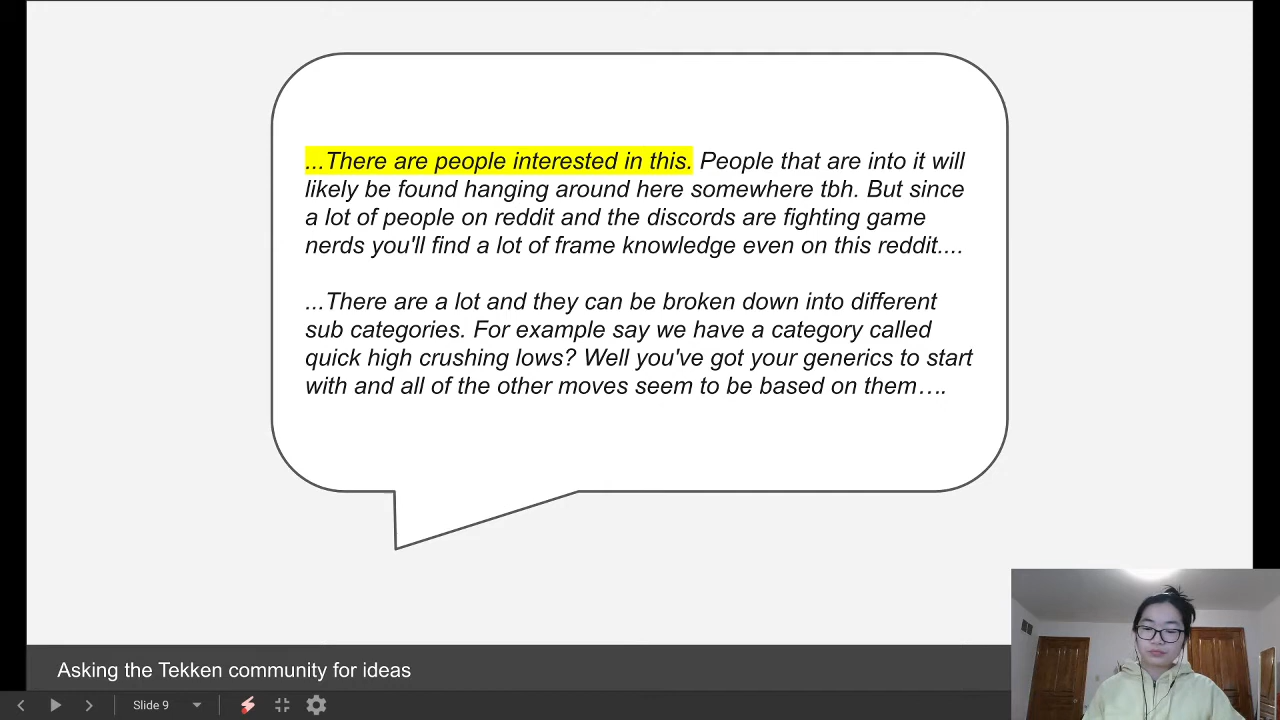 ...There are people interested in this. People that are into it will
likely be found hanging around here somewhere tbh. But since
a lot of people on reddit and the discords are fighting game
nerds you'll find a lot of frame knowledge even on this reddit....
...There are a lot and they can be broken down into different
sub categories. For example say we have a category called
quick high crushing lows? Well you've got your generics to start
with and all of the other moves seem to be based on them….
Asking the Tekken community for ideas
Slide 9